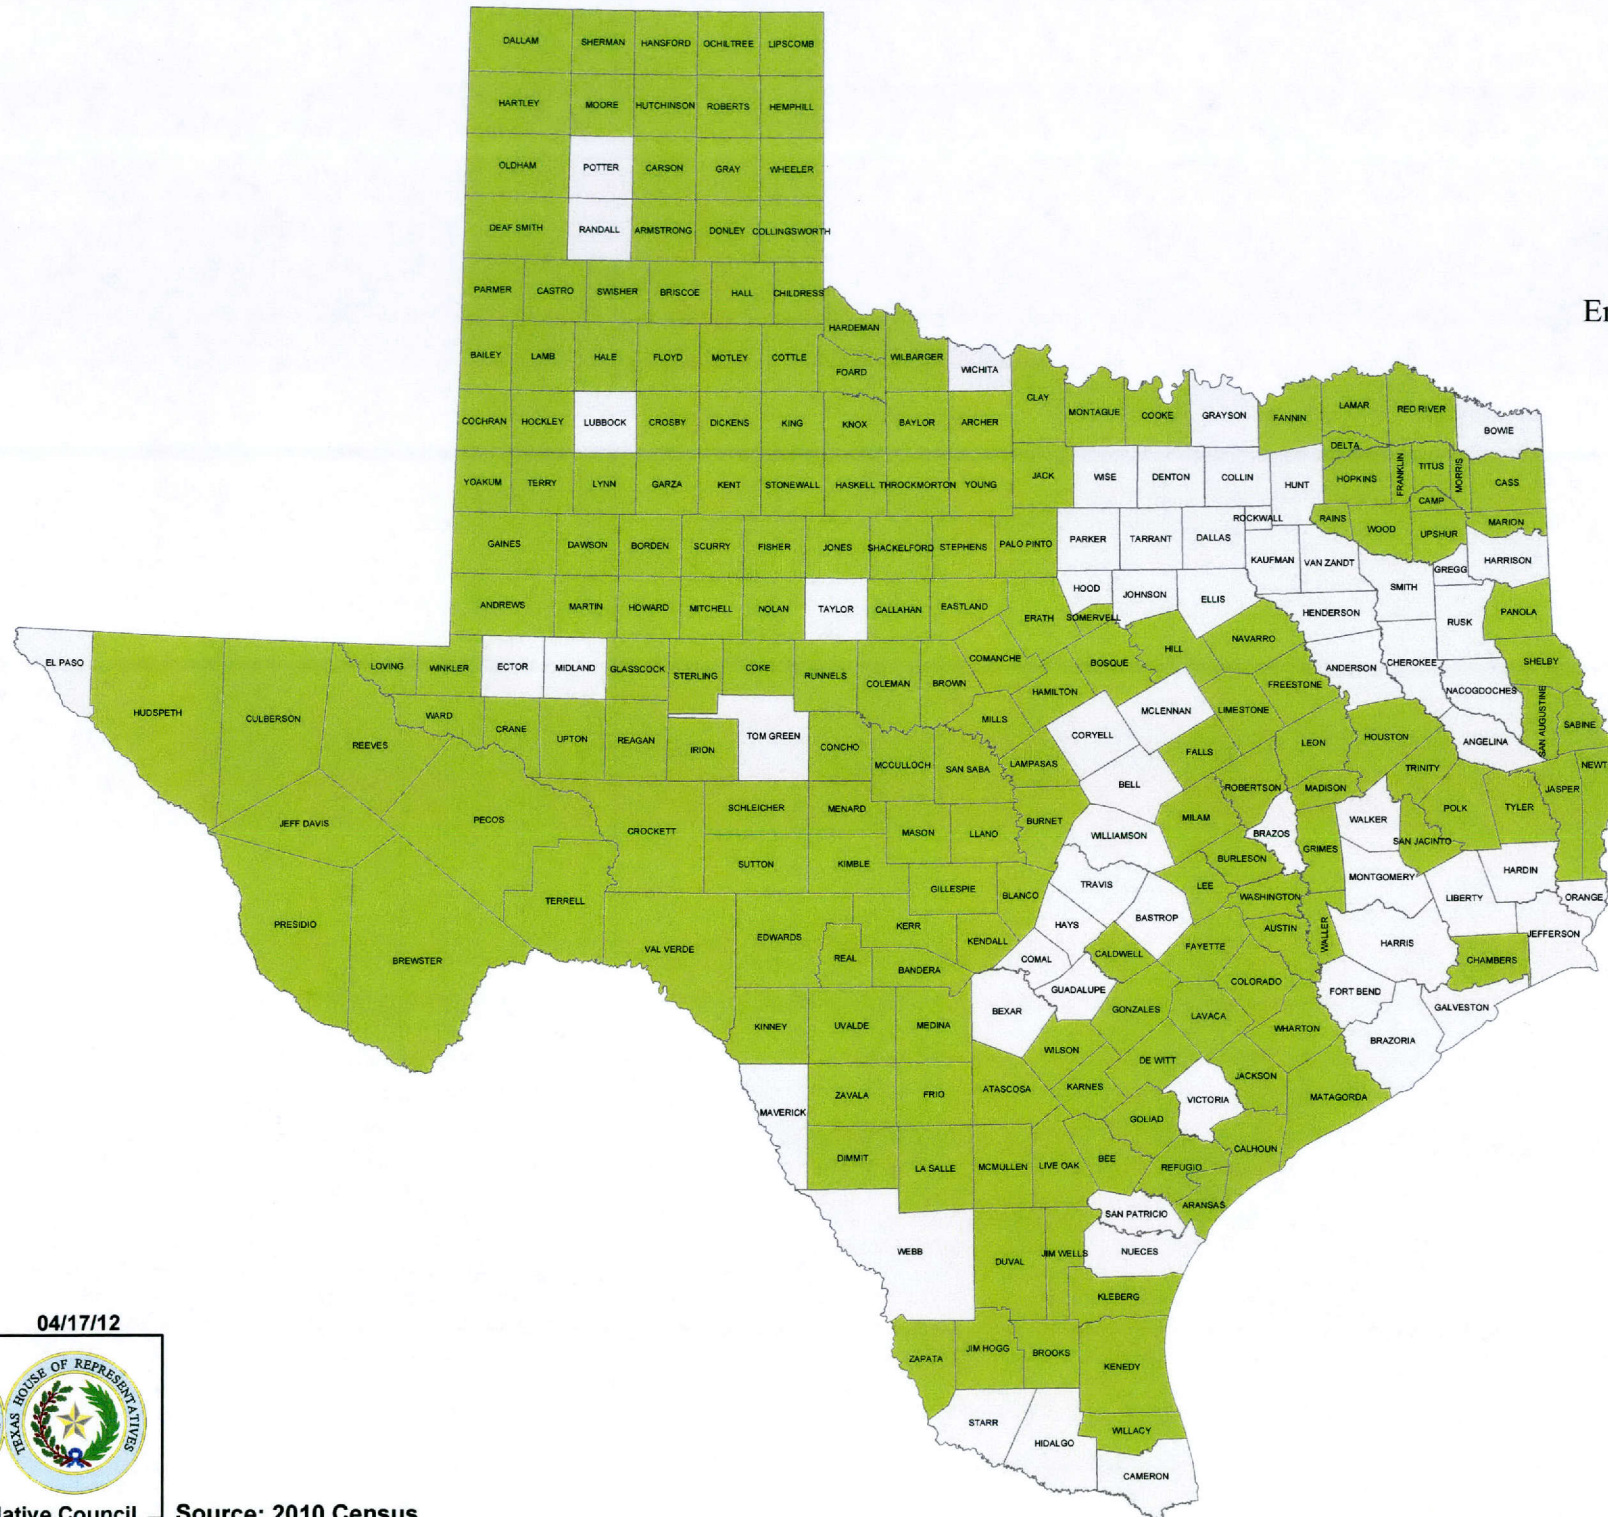 DALLAM SHERMAN HANSFORD OCHILTREE LIPSCOMB
HARTLEY MOORE HUTCHINSON ROBERTS HEMPHILL
OLDHAM POTTER CARSON GRAY WHEELER
DEAF SMITH RANDALL ARMSTRONG DONLEY COLLINGSWORTH
PARMER CASTRO SWISHER BRISCOE HALL CHILDRESS
Er
HARDEMAN
BAILEY LAMB HALE FLOYD MOTLEY COTTLE FOARD WILBARGER WICHITA
CLAY MONTAGUE COOKE GRAYSON FANNIN LAMAR RED RIVER BOWIE
COCHRAN HOCKLEY LUBBOCK CROSBY DICKENS KING KNOX BAYLOR ARCHER
DELTA
YOAKUM TERRY LYNN GARZA KENT STONEWALL HASKELL THROCKMORTON YOUNG JACK WISE DENTON COLLIN HUNT HOPKINS FRANKLIN TITUS MORRIS CASS
CAMP
ROCKWALL RAINS WOOD UPSHUR MARION
GAINES DAWSON BORDEN SCURRY FISHER JONES SHACKELFORD STEPHENS PALO PINTO PARKER TARRANT DALLAS
KAUFMAN VAN ZANDT SMITH GREGG HARRISON
ANDREWS MARTIN HOWARD MITCHELL NOLAN TAYLOR CALLAHAN EASTLAND ERATH HOOD SOMERVELL JOHNSON ELLIS HENDERSON RUSK PANOLA
EL PASO HUDSPETH CULBERSON REEVES LOVING WINKLER ECTOR MIDLAND GLASSCOCK STERLING COKE RUNNELS COLEMAN BROWN COMANCHE HAMILTON BOSQUE HILL NAVARRO FREESTONE ANDERSON CHEROKEE NACOGDOCHES SHELBY
WARD CRANE UPTON REAGAN IRION TOM GREEN CONCHO MCCULLOCH SAN SABA MILLS LAMPASAS CORYELL MCLENNAN LIMESTONE FALLS LEON HOUSTON ANGELINA SAN AUGUSTINE SABINE
BELL ROBERTSON MADISON TRINITY POLK TYLER JASPER NEWT
JEFF DAVIS PECOS CROCKETT SCHLEICHER MENARD MASON LLANO BURNET WILLIAMSON MILAM BRAZOS GRIMES WALKER SAN JACINTO
SUTTON KIMBLE GILLESPIE BLANCO TRAVIS LEE BURLESON WASHINGTON MONTGOMERY LIBERTY HARDIN ORANGE
PRESIDIO BREWSTER TERRELL VAL VERDE EDWARDS KERR KENDALL HAYS BASTROP FAYETTE AUSTIN WALLER HARRIS JEFFERSON
REAL BANDERA COMAL CALDWELL COLORADO CHAMBERS
KINNEY UVALDE MEDINA BEXAR GUADALUPE GONZALES LAVACA WHARTON FORT BEND GALVESTON
BRAZORIA
WILSON DE WITT JACKSON MATAGORDA
MAVERICK ZAVALA FRIO ATASCOSA KARNES GOLIAD VICTORIA CALHOUN
DIMMIT LA SALLE MCMULLEN LIVE OAK BEE REFUGIO ARANSAS
WEBB DUVAL JIM WELLS SAN PATRICIO NUECES
KLEBERG
ZAPATA JIM HOGG BROOKS KENEDY
STARR HIDALGO WILLACY
CAMERON
04/17/12
TEXAS HOUSE OF REPRESENTATIVES
lative Council
Source: 2010 Census